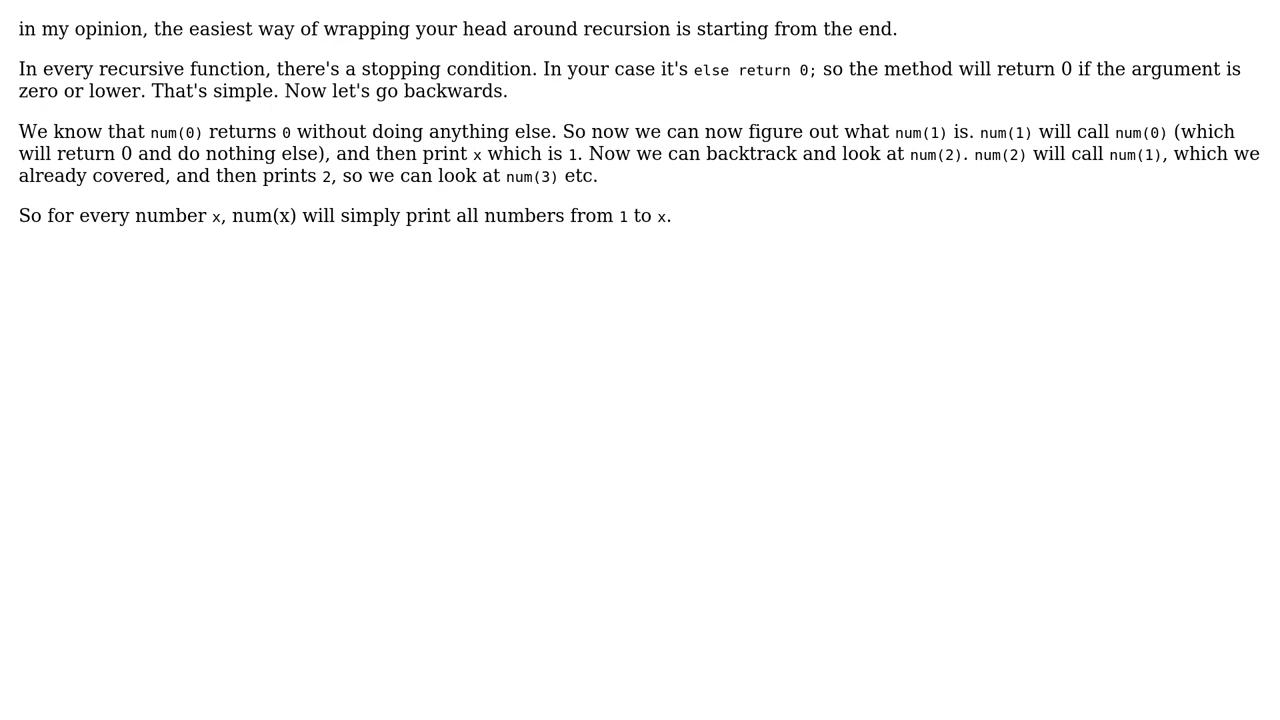 in my opinion, the easiest way of wrapping your head around recursion is starting from the end.
In every recursive function, there's a stopping condition. In your case it's else return 0; so the method will return 0 if the argument is
zero or lower. That's simple. Now let's go backwards.
We know that num(0) returns 0 without doing anything else. So now we can now figure out what num(1) is. num(1) will call num(0) (which
will return 0 and do nothing else), and then print x which is 1. Now we can backtrack and look at num(2). num(2) will call num(1), which we
already covered, and then prints 2, so we can look at num(3) etc.
So for every number x, num(x) will simply print all numbers from 1 to x.